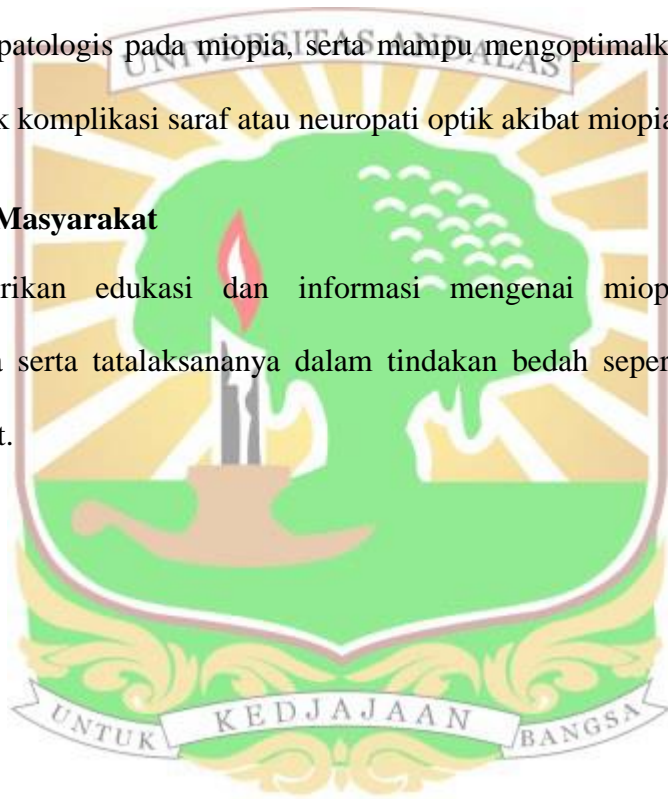 patologis pada miopia, serta mampu mengoptimalk
UNIVERSITAS ANDALAS
k komplikasi saraf atau neuropati optik akibat miopia
Masyarakat
rikan edukasi dan informasi mengenai miop
a serta tatalaksananya dalam tindakan bedah seper
t.
UNTUK KEDJAJAAN BANGSA